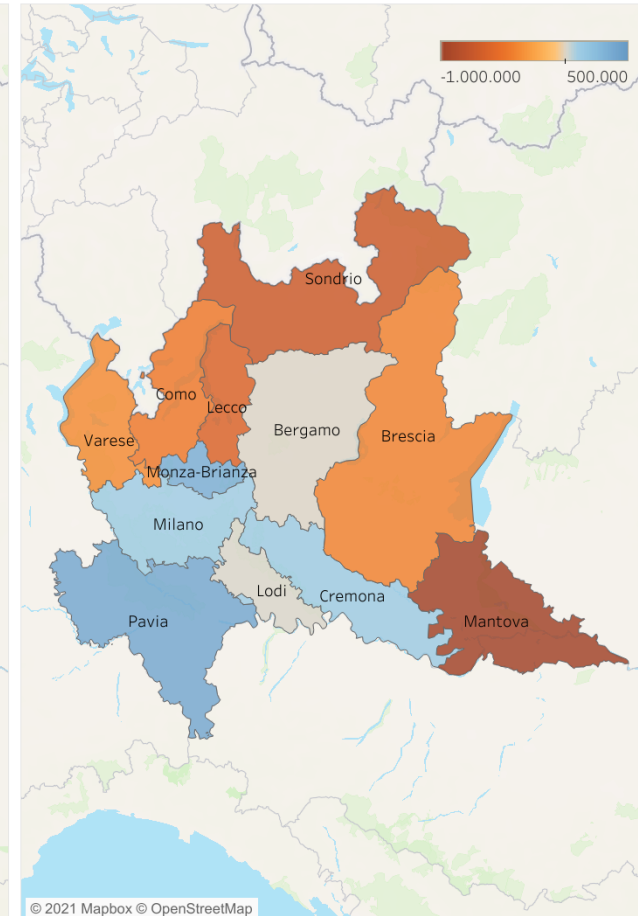 -1.000.000 500.000
Sondrio
Como
Lecco
Varese
Bergamo
Brescia
Monza-Brianza
Milano
Lodi
Cremona
Pavia
Mantova
© 2021 Mapbox © OpenStreetMap